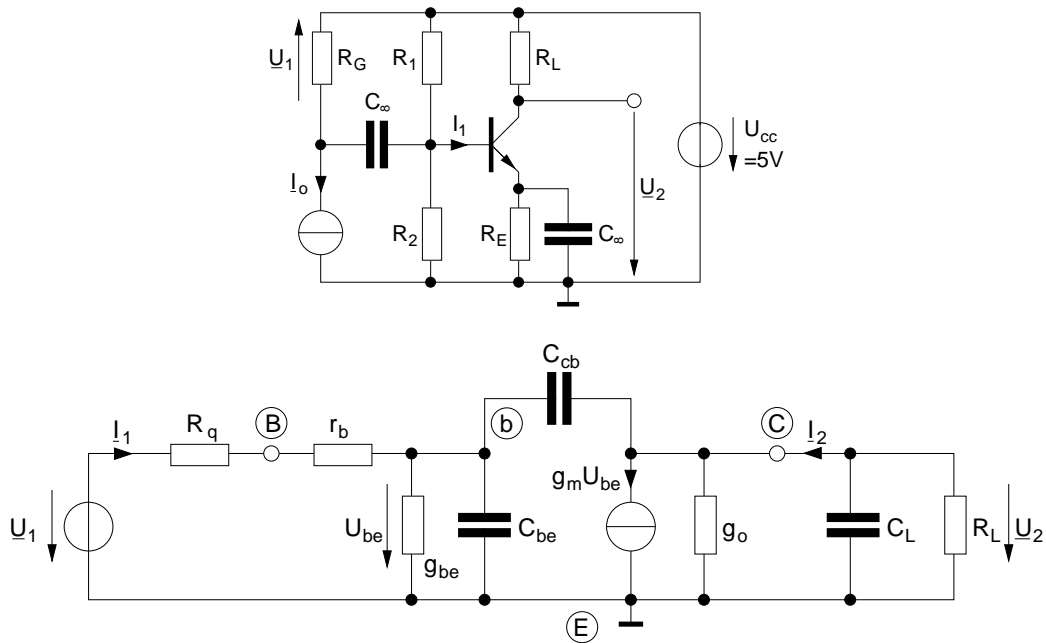 U1 RG R1 RL
C∞
I1
Ucc
=5V
Io
U2
R2 RE C∞
Ccb
I1 Rq B rb b C I2
gmUbe
U1 Ube Cbe go CL RL U2
gbe
E